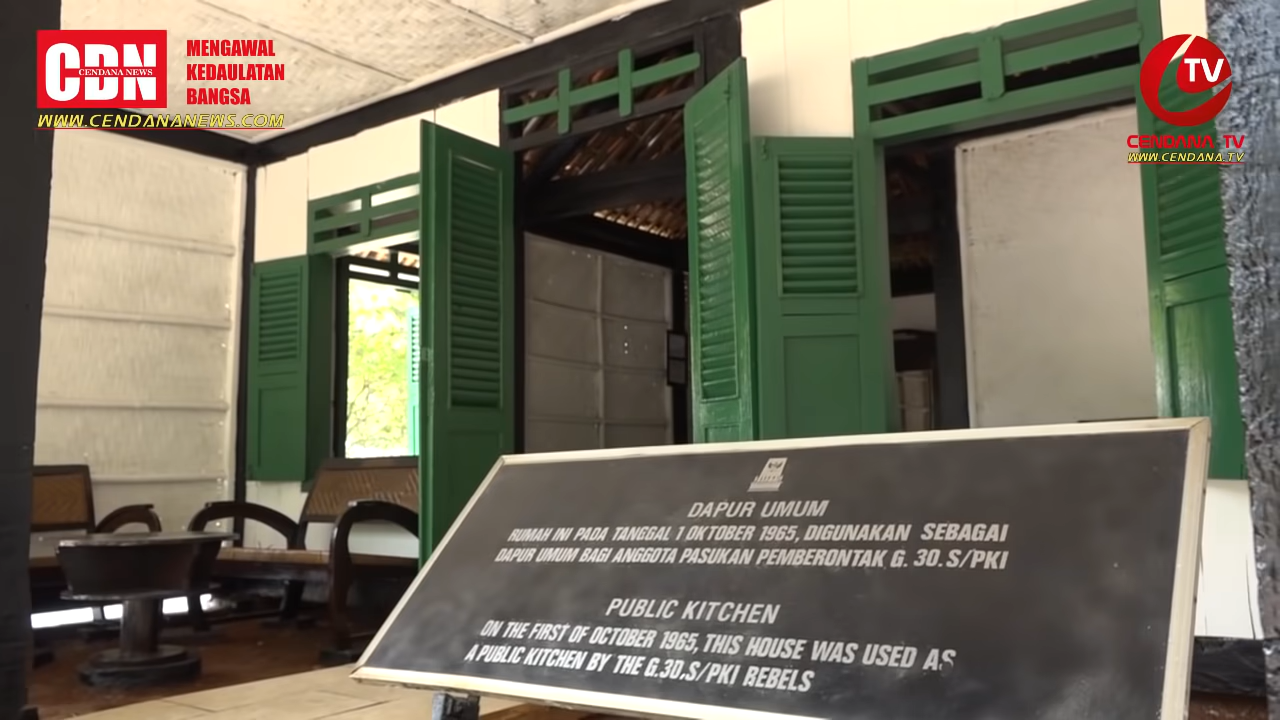 CDN
CENDANA NEWS
MENGAWAL
KEDAULATAN
BANGSA
WWW.CENDANANEWS.COM
TV
CENDANA TV
WWW.CENDANA.TV
DAPUR UMUM
RUMAH INI PADA TANGGAL 1 OKTOBER 1965, DIGUNAKAN SEBAGAI
DAPUR UMUM BAGI ANGGOTA PASUKAN PEMBERONTAK G. 30. S/PKI
PUBLIC KITCHEN
ON THE FIRST OF OCTOBER 1965, THIS HOUSE WAS USED AS
A PUBLIC KITCHEN BY THE G.30.S/PKI REBELS